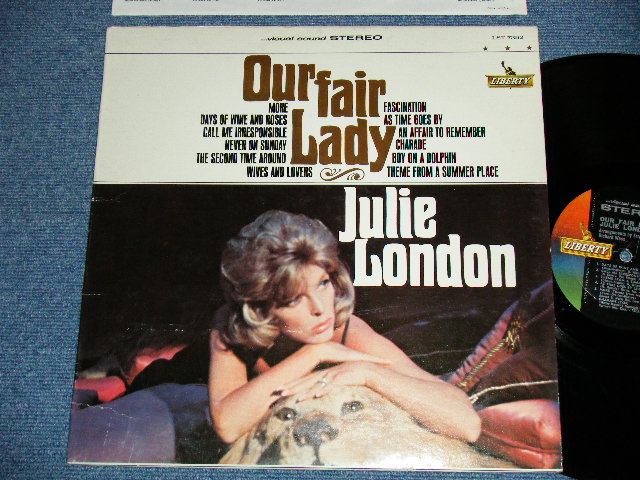 ...visual sound STEREO
LST 7392
LIBERTY
Our fair Lady
MORE
DAYS OF WINE AND ROSES
CALL ME IRRESPONSIBLE
NEVER ON SUNDAY
THE SECOND TIME AROUND
WIVES AND LOVERS
FASCINATION
AS TIME GOES BY
AN AFFAIR TO REMEMBER
CHARADE
BOY ON A DOLPHIN
THEME FROM A SUMMER PLACE
Julie London
STEREO
OUR FAIR
JULIE
LIBERTY